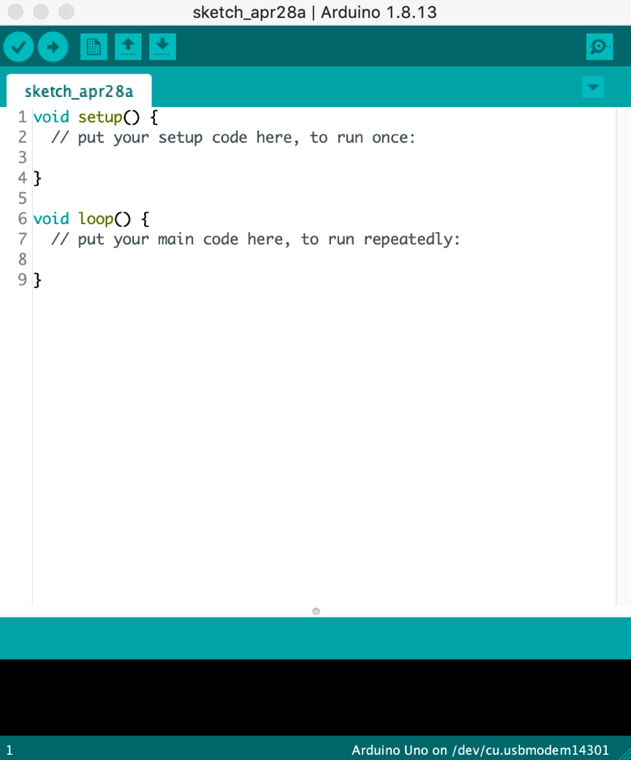 sketch_apr28a | Arduino 1.8.13
sketch_apr28a
1 void setup() {
2   // put your setup code here, to run once:
3
4 }
5
6 void loop() {
7   // put your main code here, to run repeatedly:
8
9 }
1 Arduino Uno on /dev/cu.usbmodem14301